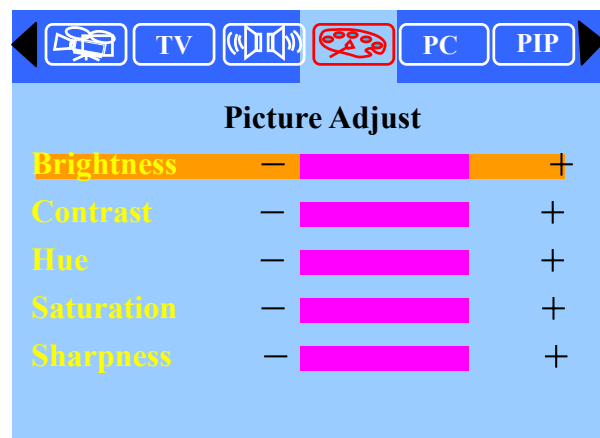 TV PC PIP
Picture Adjust
Brightness − +
Contrast − +
Hue − +
Saturation − +
Sharpness − +